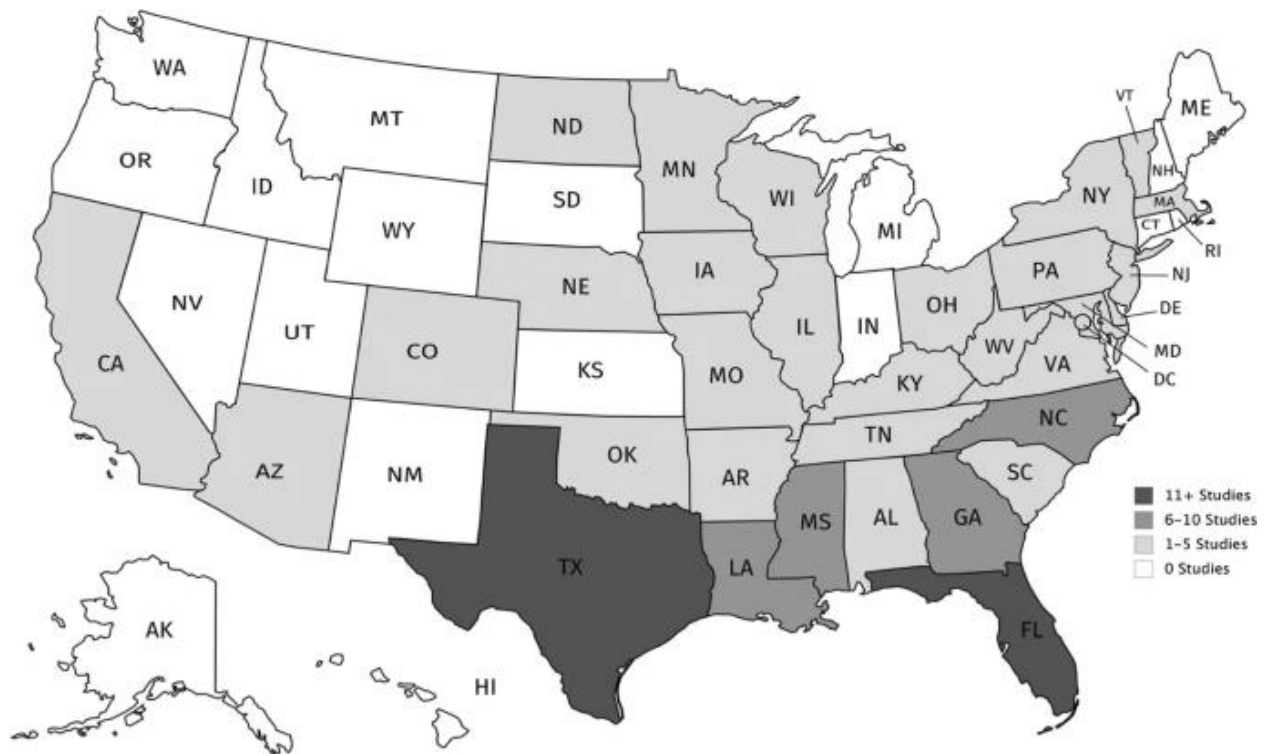 WA
MT
ND
MN
VT
ME
OR
ID
SD
WI
MI
NY
NH
MA
CT
RI
WY
IA
PA
NJ
NV
UT
NE
IL
IN
OH
DE
CA
CO
KS
MO
KY
WV
VA
MD
DC
AZ
NM
OK
AR
TN
NC
SC
TX
LA
MS
AL
GA
FL
AK
HI
11+ Studies
6–10 Studies
1–5 Studies
0 Studies